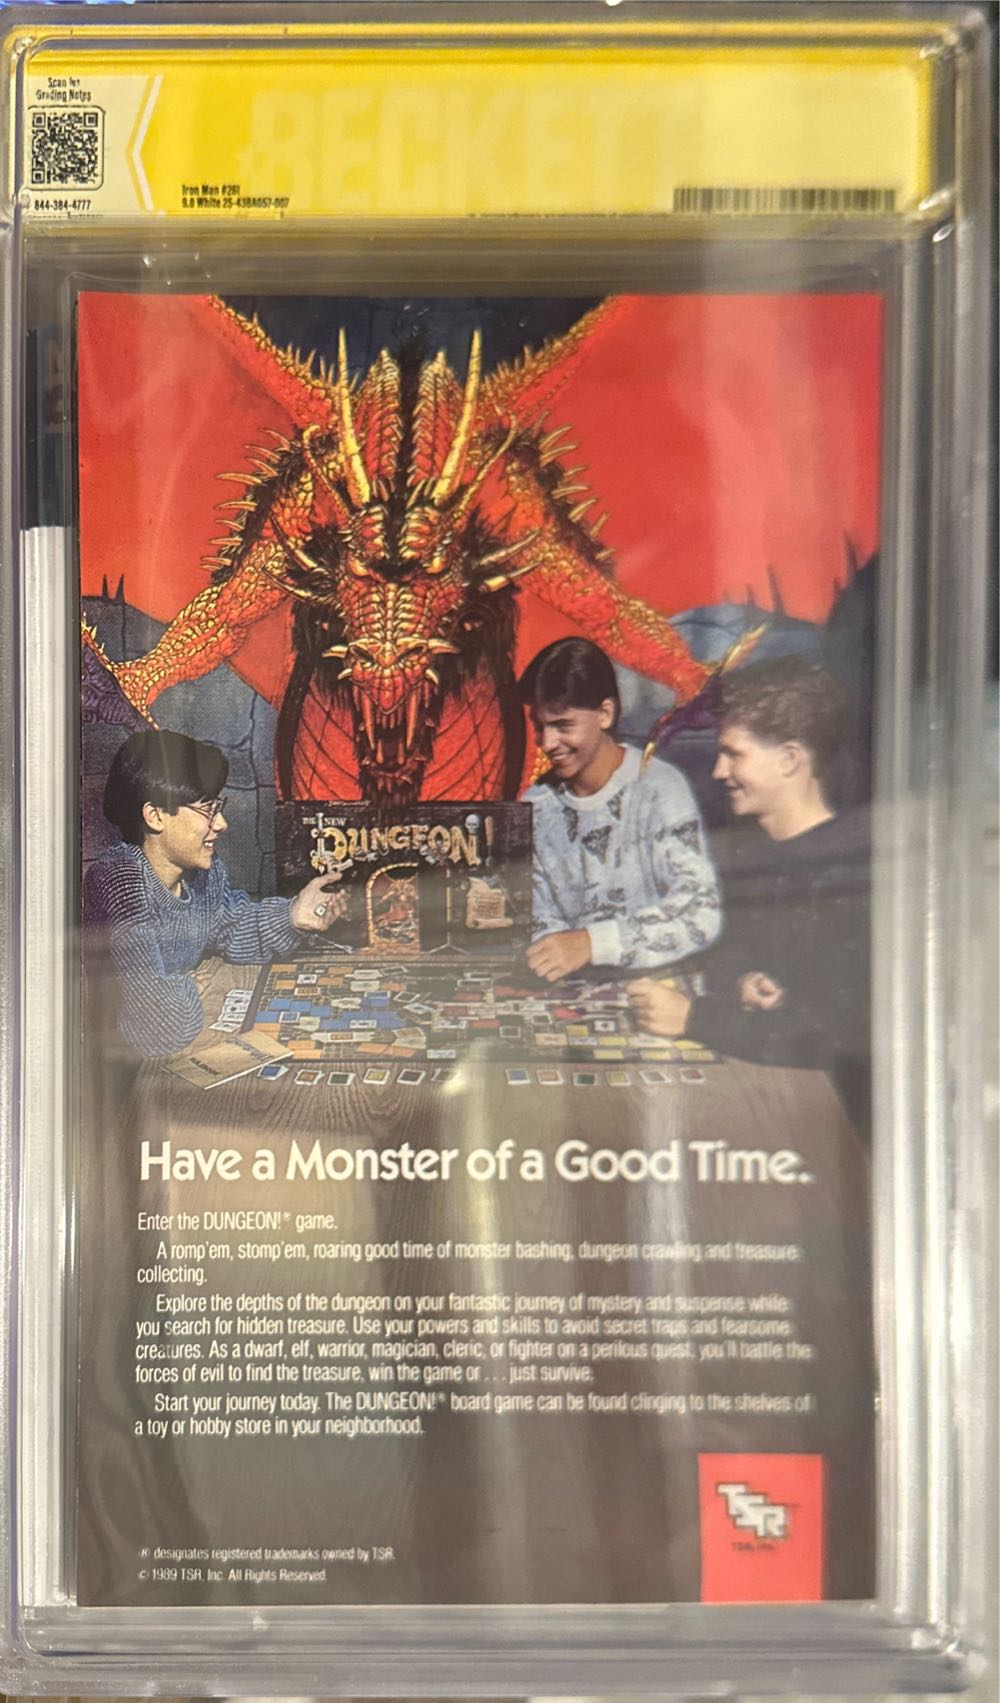 Scan for
Grading Notes
BECKETT
844-384-4777
Iron Man #261
9.0 White 25-43BA057-007
THE NEW
DUNGEON!
Have a Monster of a Good Time.
Enter the DUNGEON!® game.
A romp'em, stomp'em, roaring good time of monster bashing, dungeon crawling and treasure
collecting.
Explore the depths of the dungeon on your fantastic journey of mystery and suspense while
you search for hidden treasure. Use your powers and skills to avoid secret traps and fearsome
creatures. As a dwarf, elf, warrior, magician, cleric, or fighter on a perilous quest, you'll battle the
forces of evil to find the treasure, win the game or . . . just survive.
Start your journey today. The DUNGEON!® board game can be found clinging to the shelves of
a toy or hobby store in your neighborhood.
TSR
TSR, Inc.
® designates registered trademarks owned by TSR.
© 1989 TSR, Inc. All Rights Reserved.